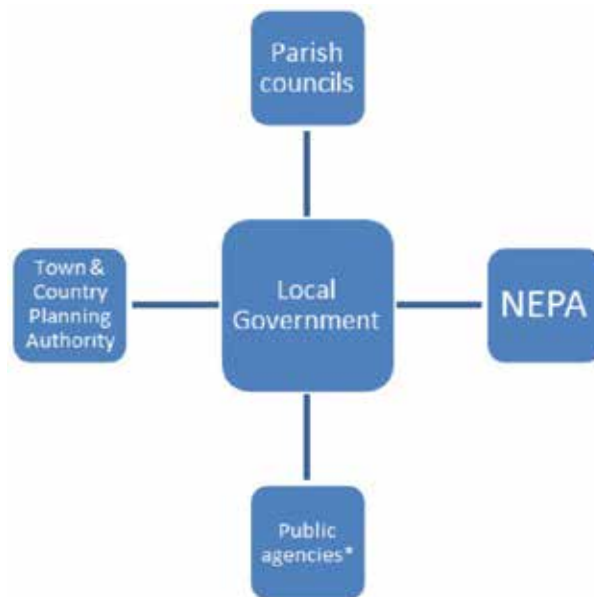 Parish
councils
Town &
Country
Planning
Authority
Local
Government
NEPA
Public
agencies*